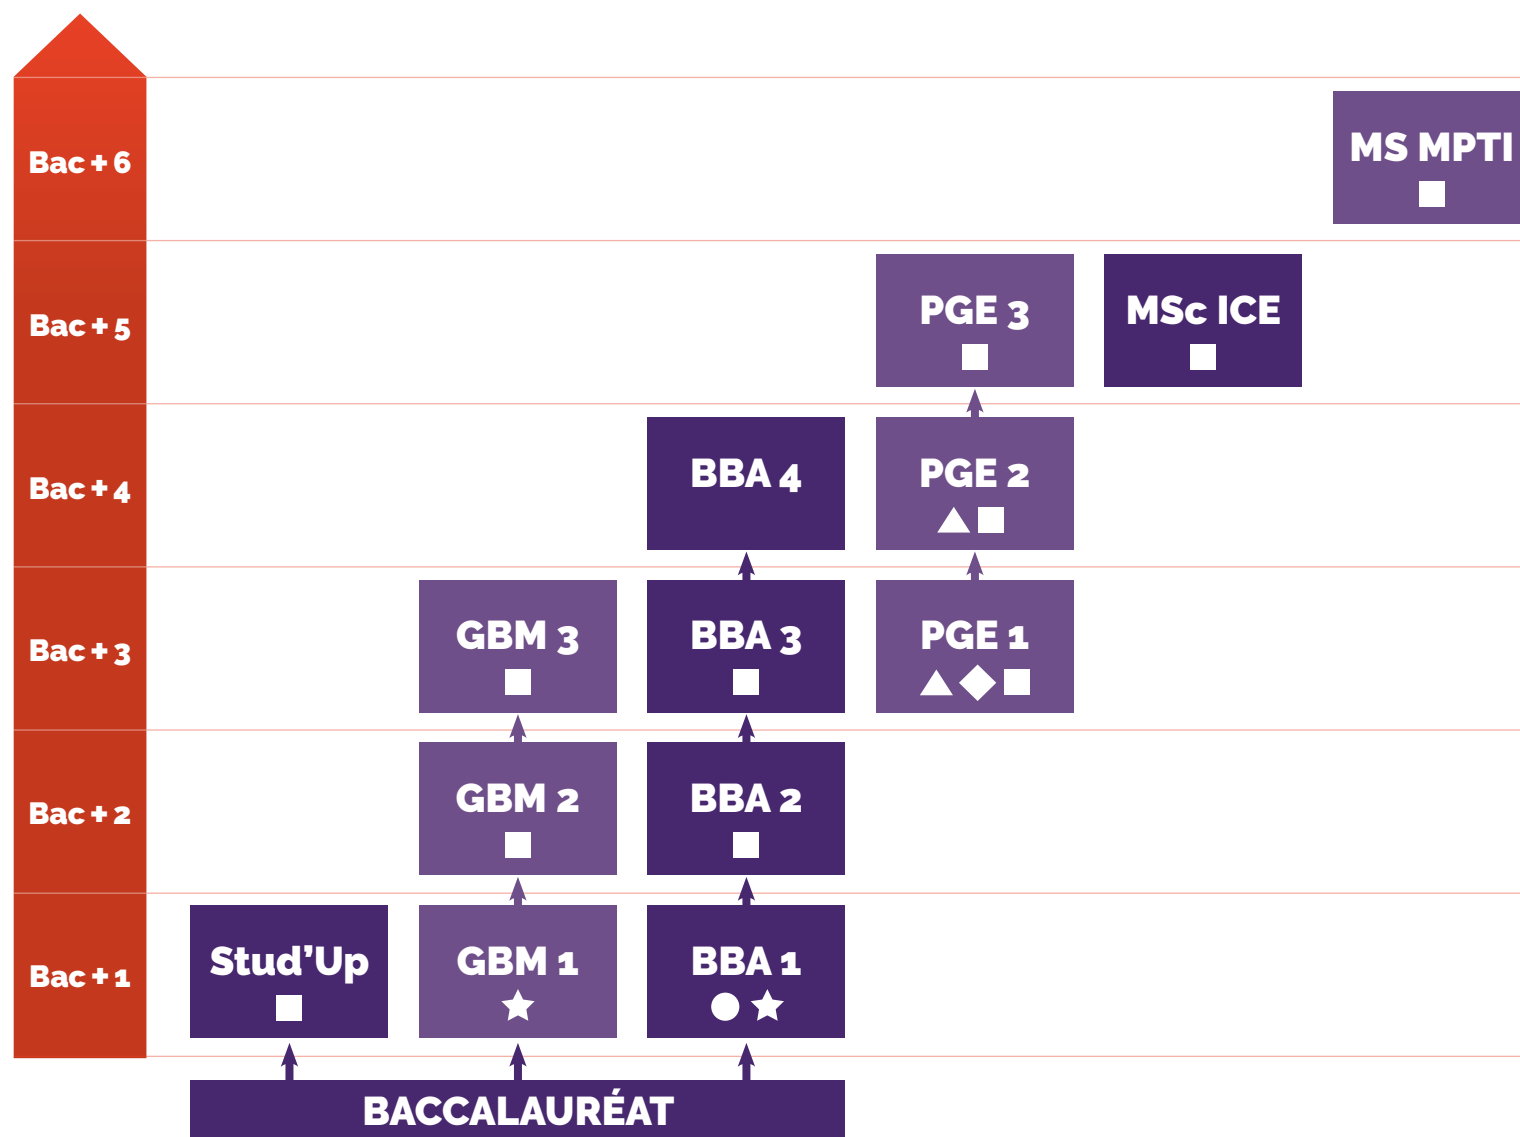 Bac + 6
MS MPTI
Bac + 5
PGE 3
MSc ICE
Bac + 4
BBA 4
PGE 2
Bac + 3
GBM 3
BBA 3
PGE 1
Bac + 2
GBM 2
BBA 2
Bac + 1
Stud’Up
GBM 1
BBA 1
BACCALAURÉAT